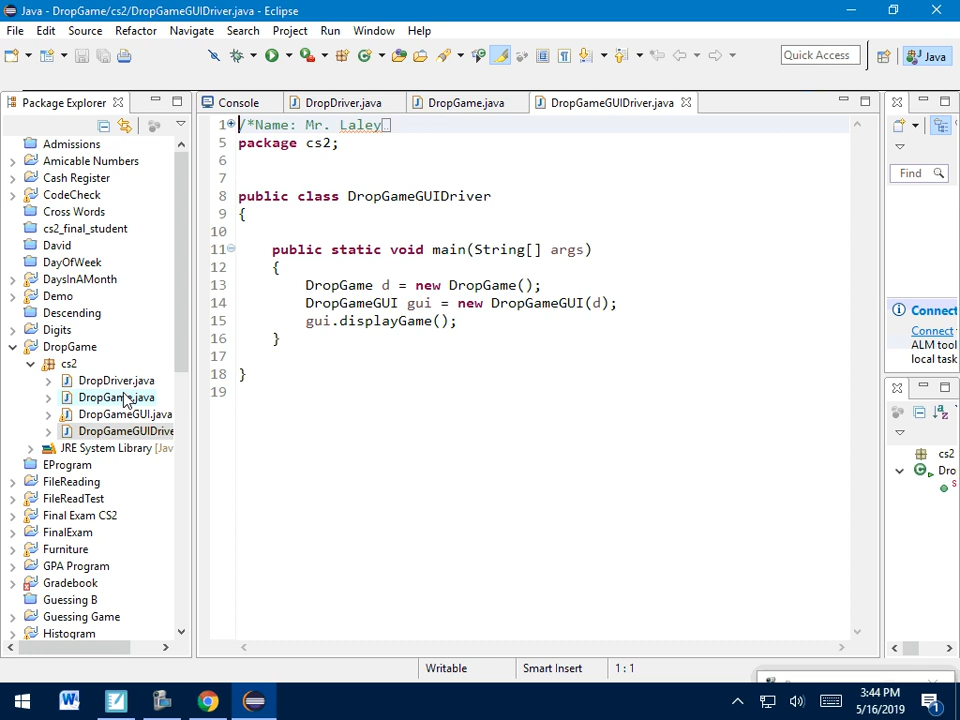 Java - DropGame/cs2/DropGameGUIDriver.java - Eclipse
File Edit Source Refactor Navigate Search Project Run Window Help
Quick Access
Java
Package Explorer
Console
DropDriver.java
DropGame.java
DropGameGUIDriver.java
Admissions
Amicable Numbers
Cash Register
CodeCheck
Cross Words
cs2_final_student
David
DayOfWeek
DaysInAMonth
Demo
Descending
Digits
DropGame
cs2
DropDriver.java
DropGame.java
DropGameGUI.java
DropGameGUIDrive
JRE System Library [Jav
EProgram
FileReading
FileReadTest
Final Exam CS2
FinalExam
Furniture
GPA Program
Gradebook
Guessing B
Guessing Game
Histogram
1 /*Name: Mr. Laley
5 package cs2;
6
7
8 public class DropGameGUIDriver
9 {
10
11 public static void main(String[] args)
12 {
13 DropGame d = new DropGame();
14 DropGameGUI gui = new DropGameGUI(d);
15 gui.displayGame();
16 }
17
18 }
19
Find
Connect
Connect
ALM tool
local task
cs2
Dro
S
Writable
Smart Insert
1 : 1
3:44 PM
5/16/2019
1